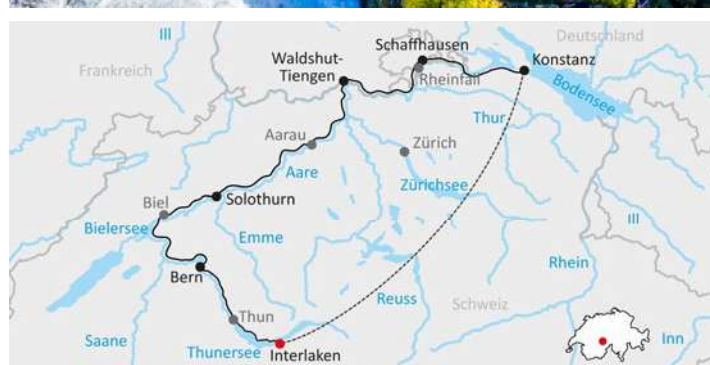 Ill
Deutschland
Schaffhausen
Waldshut-
Tiengen
Konstanz
Frankreich
Rheinfall
Bodensee
Thur
Aarau
Zürich
Aare
Zürichsee
Biel
Solothurn
Bielersee
Emme
Ill
Bern
Rhein
Reuss
Schweiz
Thun
Saane
Thunersee
Interlaken
Inn